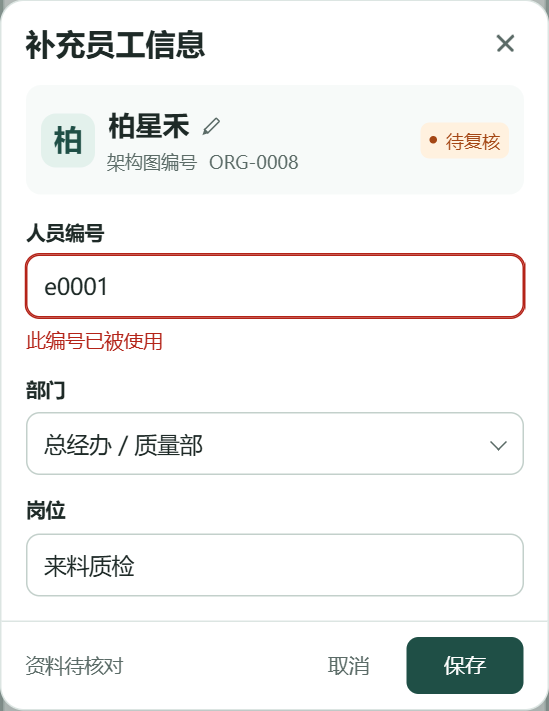 补充员工信息
柏
柏星禾
架构图编号 ORG-0008
待复核
人员编号
e0001
此编号已被使用
部门
总经办 / 质量部
岗位
来料质检
资料待核对
取消
保存